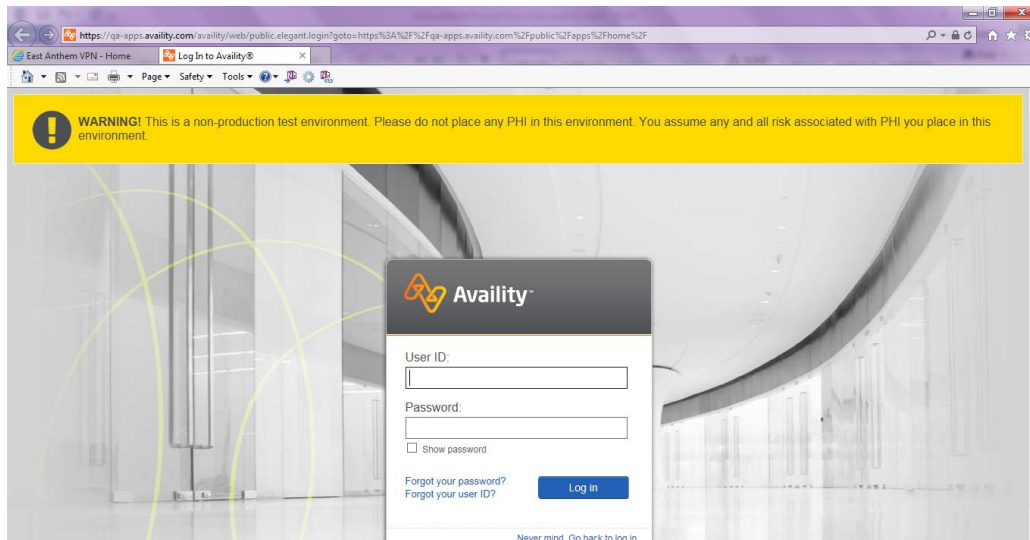 https://qa-apps.availity.com/availity/web/public.elegant.login?goto=https%3A%2F%2Fqa-apps.availity.com%2Fpublic%2Fapps%2Fhome%2F
East Anthem VPN - Home
Log In to Availity®
Page Safety Tools
WARNING! This is a non-production test environment. Please do not place any PHI in this environment. You assume any and all risk associated with PHI you place in this
environment.
Availity
User ID:
Password:
Show password
Forgot your password?
Forgot your user ID?
Log in
Never mind. Go back to log in